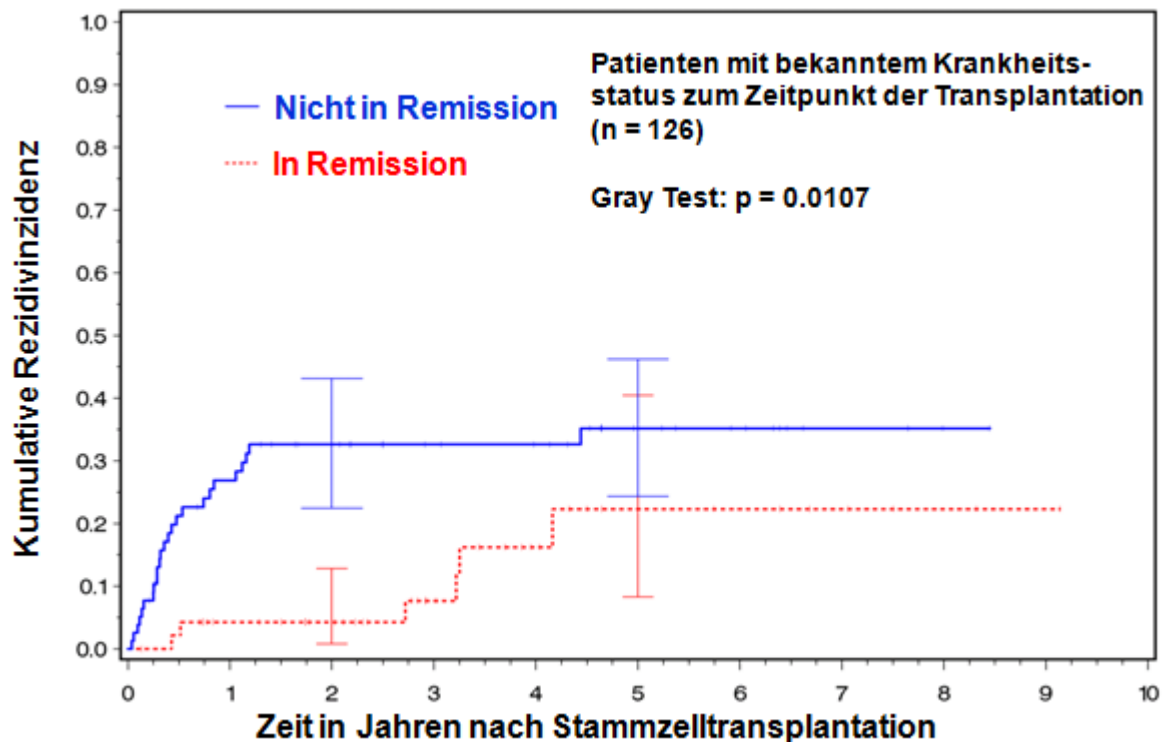 Kumulative Rezidivinzidenz
1.0
0.9
0.8
0.7
0.6
0.5
0.4
0.3
0.2
0.1
0.0
Nicht in Remission
In Remission
Patienten mit bekanntem Krankheits-
status zum Zeitpunkt der Transplantation
(n = 126)
Gray Test: p = 0.0107
0 1 2 3 4 5 6 7 8 9 10
Zeit in Jahren nach Stammzelltransplantation